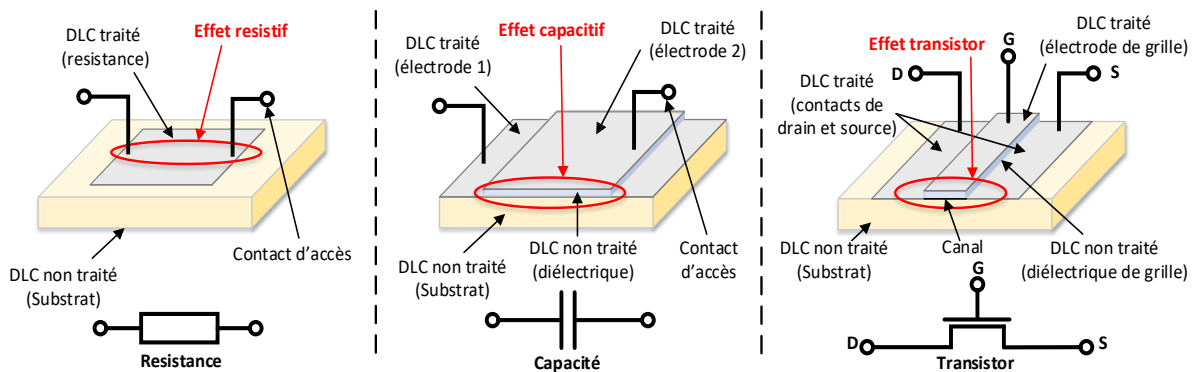 DLC traité
(resistance)
Effet resistif
Contact d'accès
DLC non traité
(Substrat)
Resistance
DLC traité
(électrode 1)
Effet capacitif
DLC traité
(électrode 2)
DLC non traité
(Substrat)
DLC non traité
(diélectrique)
Contact
d'accès
Capacité
Effet transistor
G
DLC traité
(électrode de grille)
D
S
DLC traité
(contacts de
drain et source)
DLC non traité
(Substrat)
Canal
DLC non traité
(diélectrique de grille)
G
D
S
Transistor